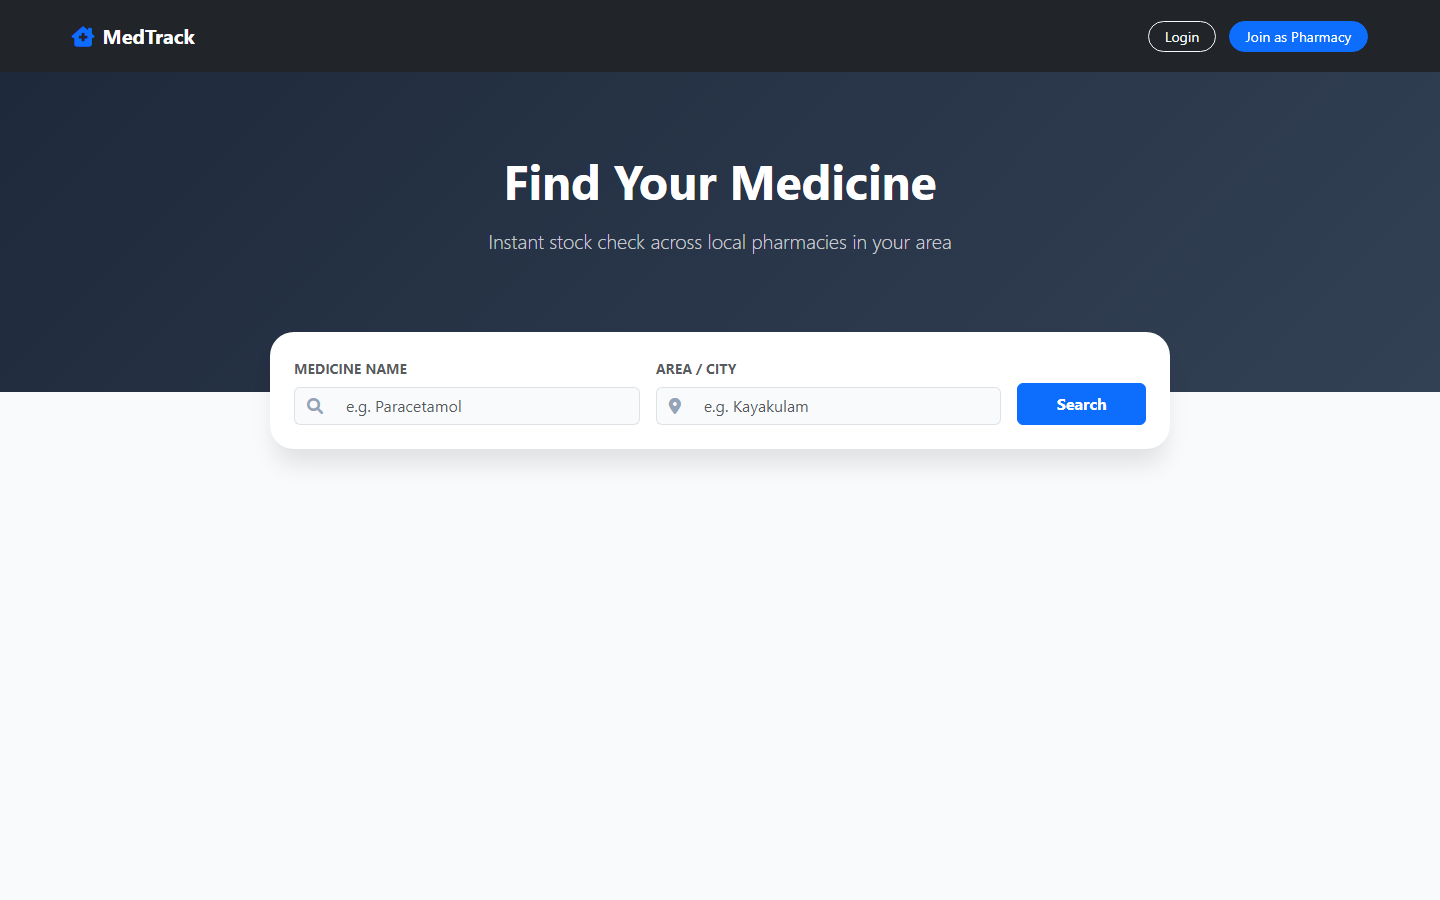 MedTrack
Login
Join as Pharmacy
Find Your Medicine
Instant stock check across local pharmacies in your area
MEDICINE NAME
AREA / CITY
e.g. Paracetamol
e.g. Kayakulam
Search